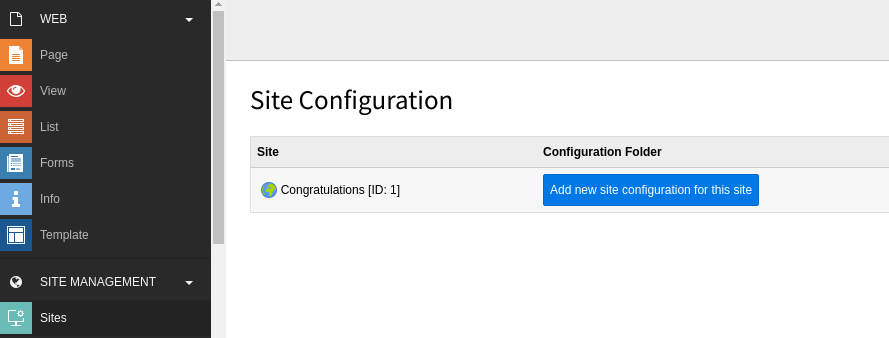 WEB
Page
View
List
Forms
Info
Template
SITE MANAGEMENT
Sites
Site Configuration
Site Configuration Folder
Congratulations [ID: 1] Add new site configuration for this site